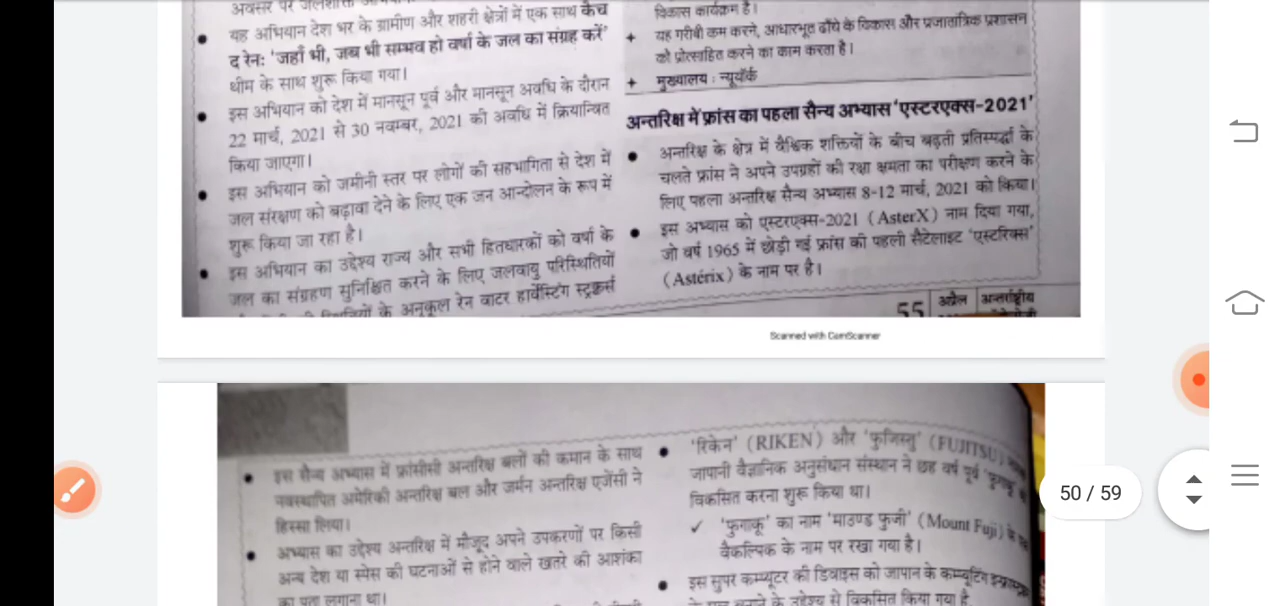 अवसर पर
यह अभियान देश भर के ग्रामीण और शहरी क्षेत्रों में एक साथ कैच
द रेन: 'जहाँ भी, जब भी सम्भव हो वर्षा के जल का संग्रह करें'
थीम के साथ शुरू किया गया।
इस अभियान को देश में मानसून पूर्व और मानसून अवधि के दौरान
22 मार्च, 2021 से 30 नवम्बर, 2021 की अवधि में क्रियान्वित
किया जाएगा।
इस अभियान को जमीनी स्तर पर लोगों की सहभागिता से देश में
जल संरक्षण को बढ़ावा देने के लिए एक जन आन्दोलन के रूप में
शुरू किया जा रहा है।
इस अभियान का उद्देश्य राज्य और सभी हितधारकों को वर्षा के
जल का संग्रहण सुनिश्चित करने के लिए जलवायु परिस्थितियों
के अनुकूल रेन वाटर हार्वेस्टिंग स्ट्रक्चर्स
विकास कार्यक्रम है।
+ यह गरीबी कम करने, आधारभूत ढाँचे के विकास और प्रजातांत्रिक प्रशासन
को प्रोत्साहित करने का काम करता है।
+ मुख्यालय : न्यूयॉर्क
अन्तरिक्ष में फ्रांस का पहला सैन्य अभ्यास 'एस्टरएक्स-2021'
अन्तरिक्ष के क्षेत्र में वैश्विक शक्तियों के बीच बढ़ती प्रतिस्पर्द्धा के
चलते फ्रांस ने अपने उपग्रहों की रक्षा क्षमता का परीक्षण करने के
लिए पहला अन्तरिक्ष सैन्य अभ्यास 8-12 मार्च, 2021 को किया।
इस अभ्यास को एस्टरएक्स-2021 (AsterX) नाम दिया गया,
जो वर्ष 1965 में छोड़ी गई फ्रांस की पहली सैटेलाइट 'एस्टरिक्स'
(Astérix) के नाम पर है।
55 अप्रैल अन्तर्राष्ट्रीय
Scanned with CamScanner
इस सैन्य अभ्यास में फ्रांसीसी अन्तरिक्ष बलों की कमान के साथ
नवस्थापित अमेरिकी अन्तरिक्ष बल और जर्मन अन्तरिक्ष एजेंसी ने
हिस्सा लिया।
अभ्यास का उद्देश्य अन्तरिक्ष में मौजूद अपने उपकरणों पर किसी
अन्य देश या स्पेस की घटनाओं से होने वाले खतरे की आशंका
का पता लगाना था।
'रिकेन' (RIKEN) और 'फुजित्सु' (FUJITSU)
जापानी वैज्ञानिक अनुसंधान संस्थान ने छह वर्ष पूर्व 'फुगाकू'
विकसित करना शुरू किया था।
✓ 'फुगाकू' का नाम 'माउण्ड फुजी' (Mount Fuji) के
वैकल्पिक के नाम पर रखा गया है।
इस सुपर कम्प्यूटर की डिवाइस को जापान के कम्प्यूटिंग
के उद्देश्य से विकसित किया गया है
50 / 59